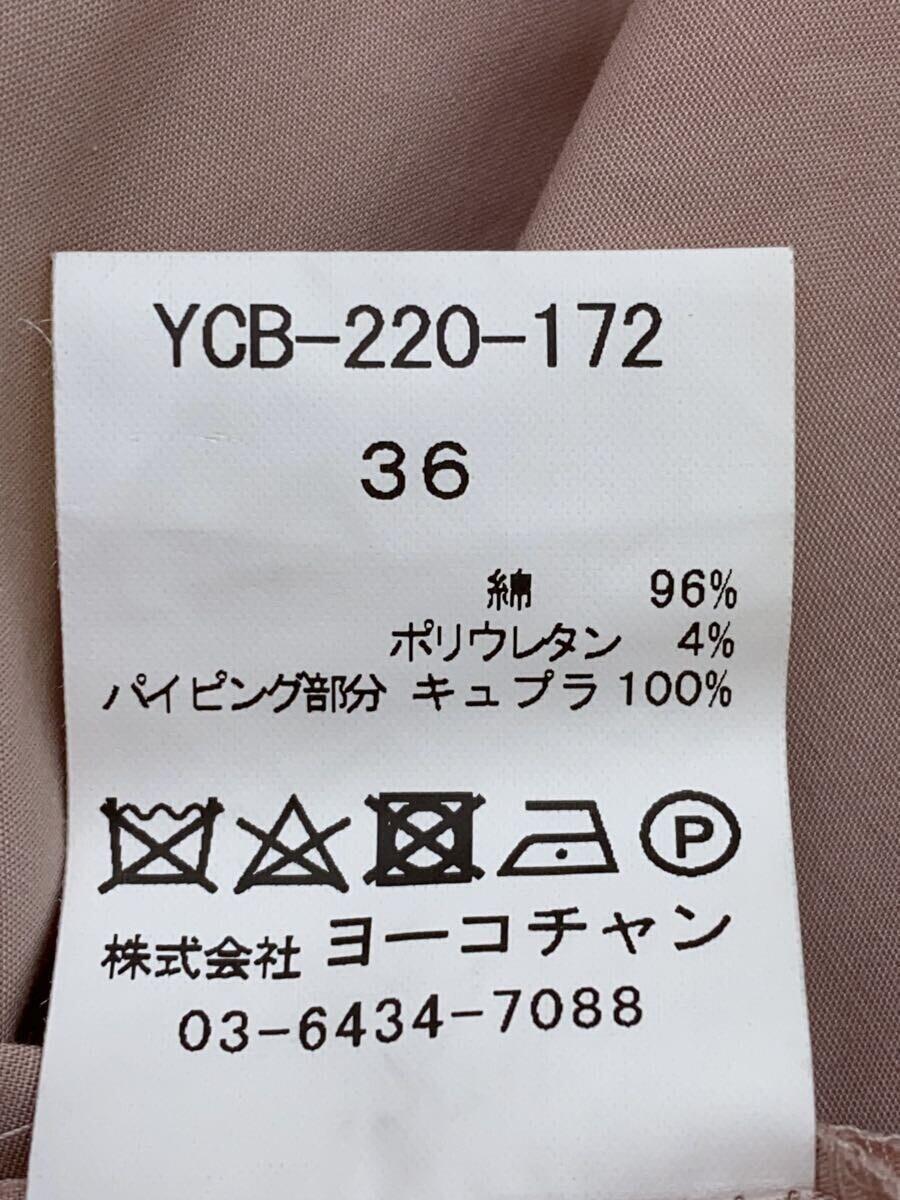 YCB-220-172
36
綿 96%
ポリウレタン 4%
パイピング部分 キュプラ 100%
P
株式会社 ヨーコチャン
03-6434-7088